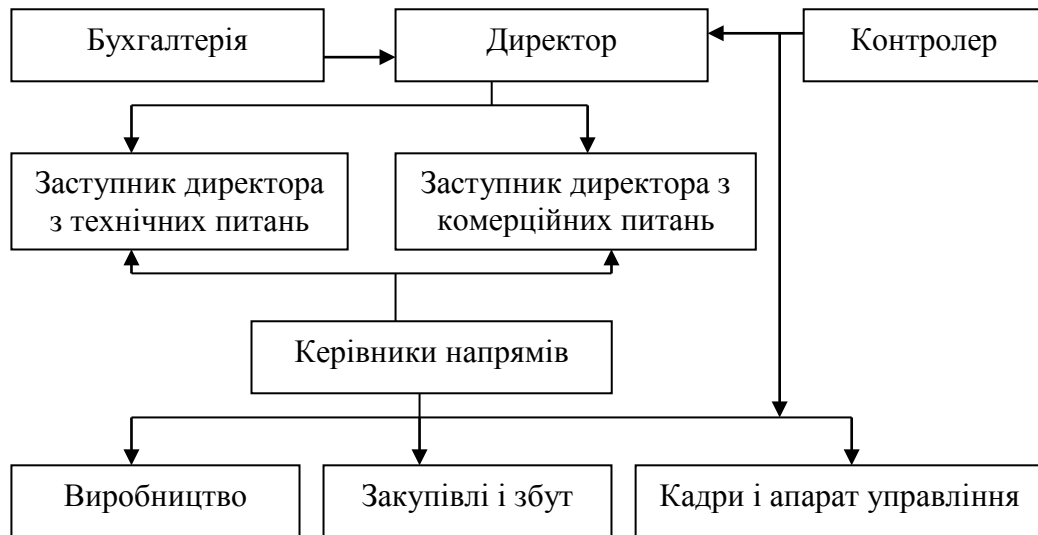 Бухгалтерія
Директор
Контролер
Заступник директора
з технічних питань
Заступник директора з
комерційних питань
Керівники напрямів
Виробництво
Закупівлі і збут
Кадри і апарат управління